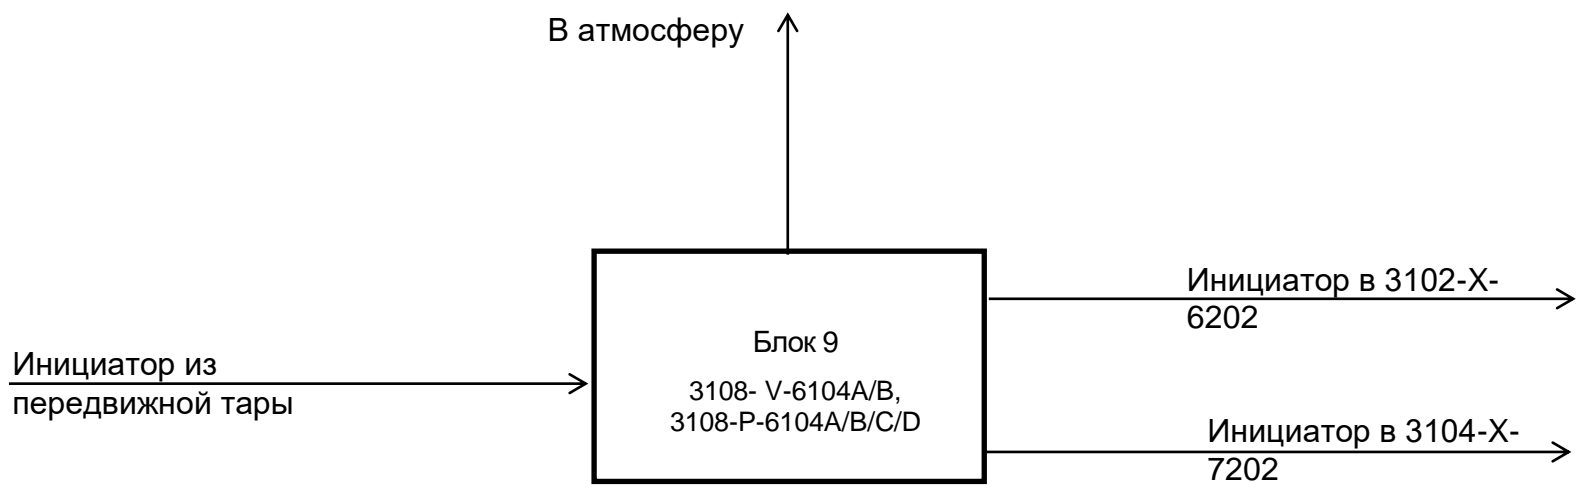 В атмосферу
Инициатор в 3102-X-
6202
Блок 9
Инициатор из
передвижной тары
3108- V-6104A/B,
3108-P-6104A/B/C/D
Инициатор в 3104-X-
7202